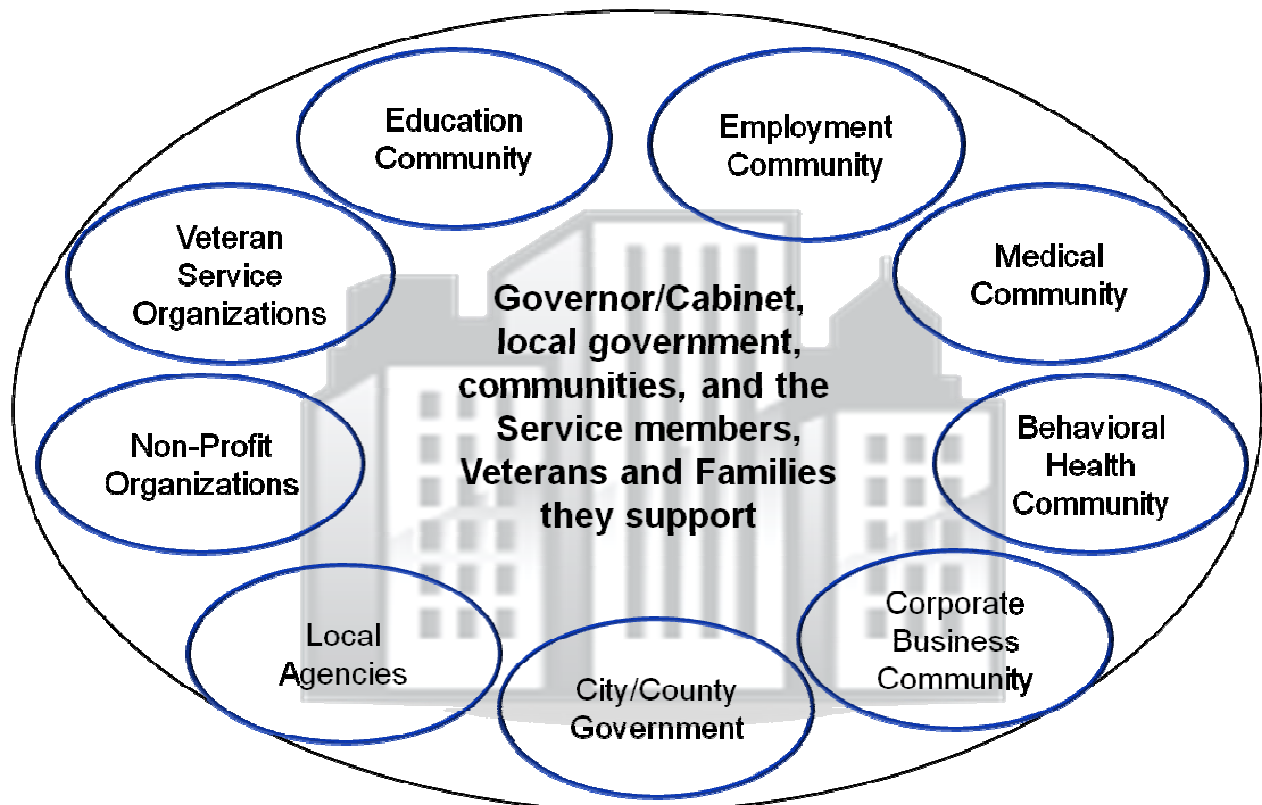 Education
Community
Employment
Community
Veteran
Service
Organizations
Medical
Community
Governor/Cabinet,
local government,
communities, and the
Service members,
Veterans and Families
they support
Non-Profit
Organizations
Behavioral
Health
Community
Local
Agencies
City/County
Government
Corporate
Business
Community